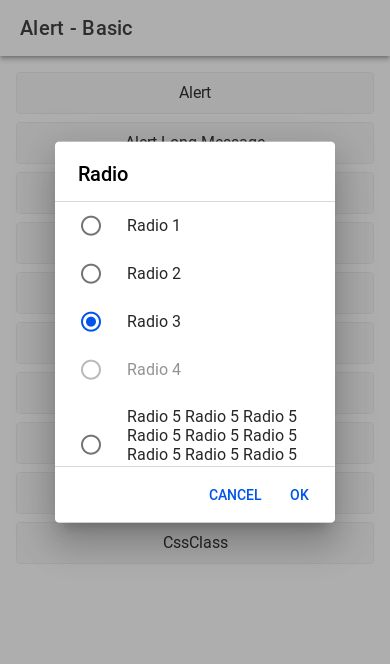 Alert - Basic
Alert
Alert Long Message
Radio
Radio 1
Radio 2
Radio 3
Radio 4
Radio 5 Radio 5 Radio 5
Radio 5 Radio 5 Radio 5
Radio 5 Radio 5 Radio 5
CANCEL OK
CssClass